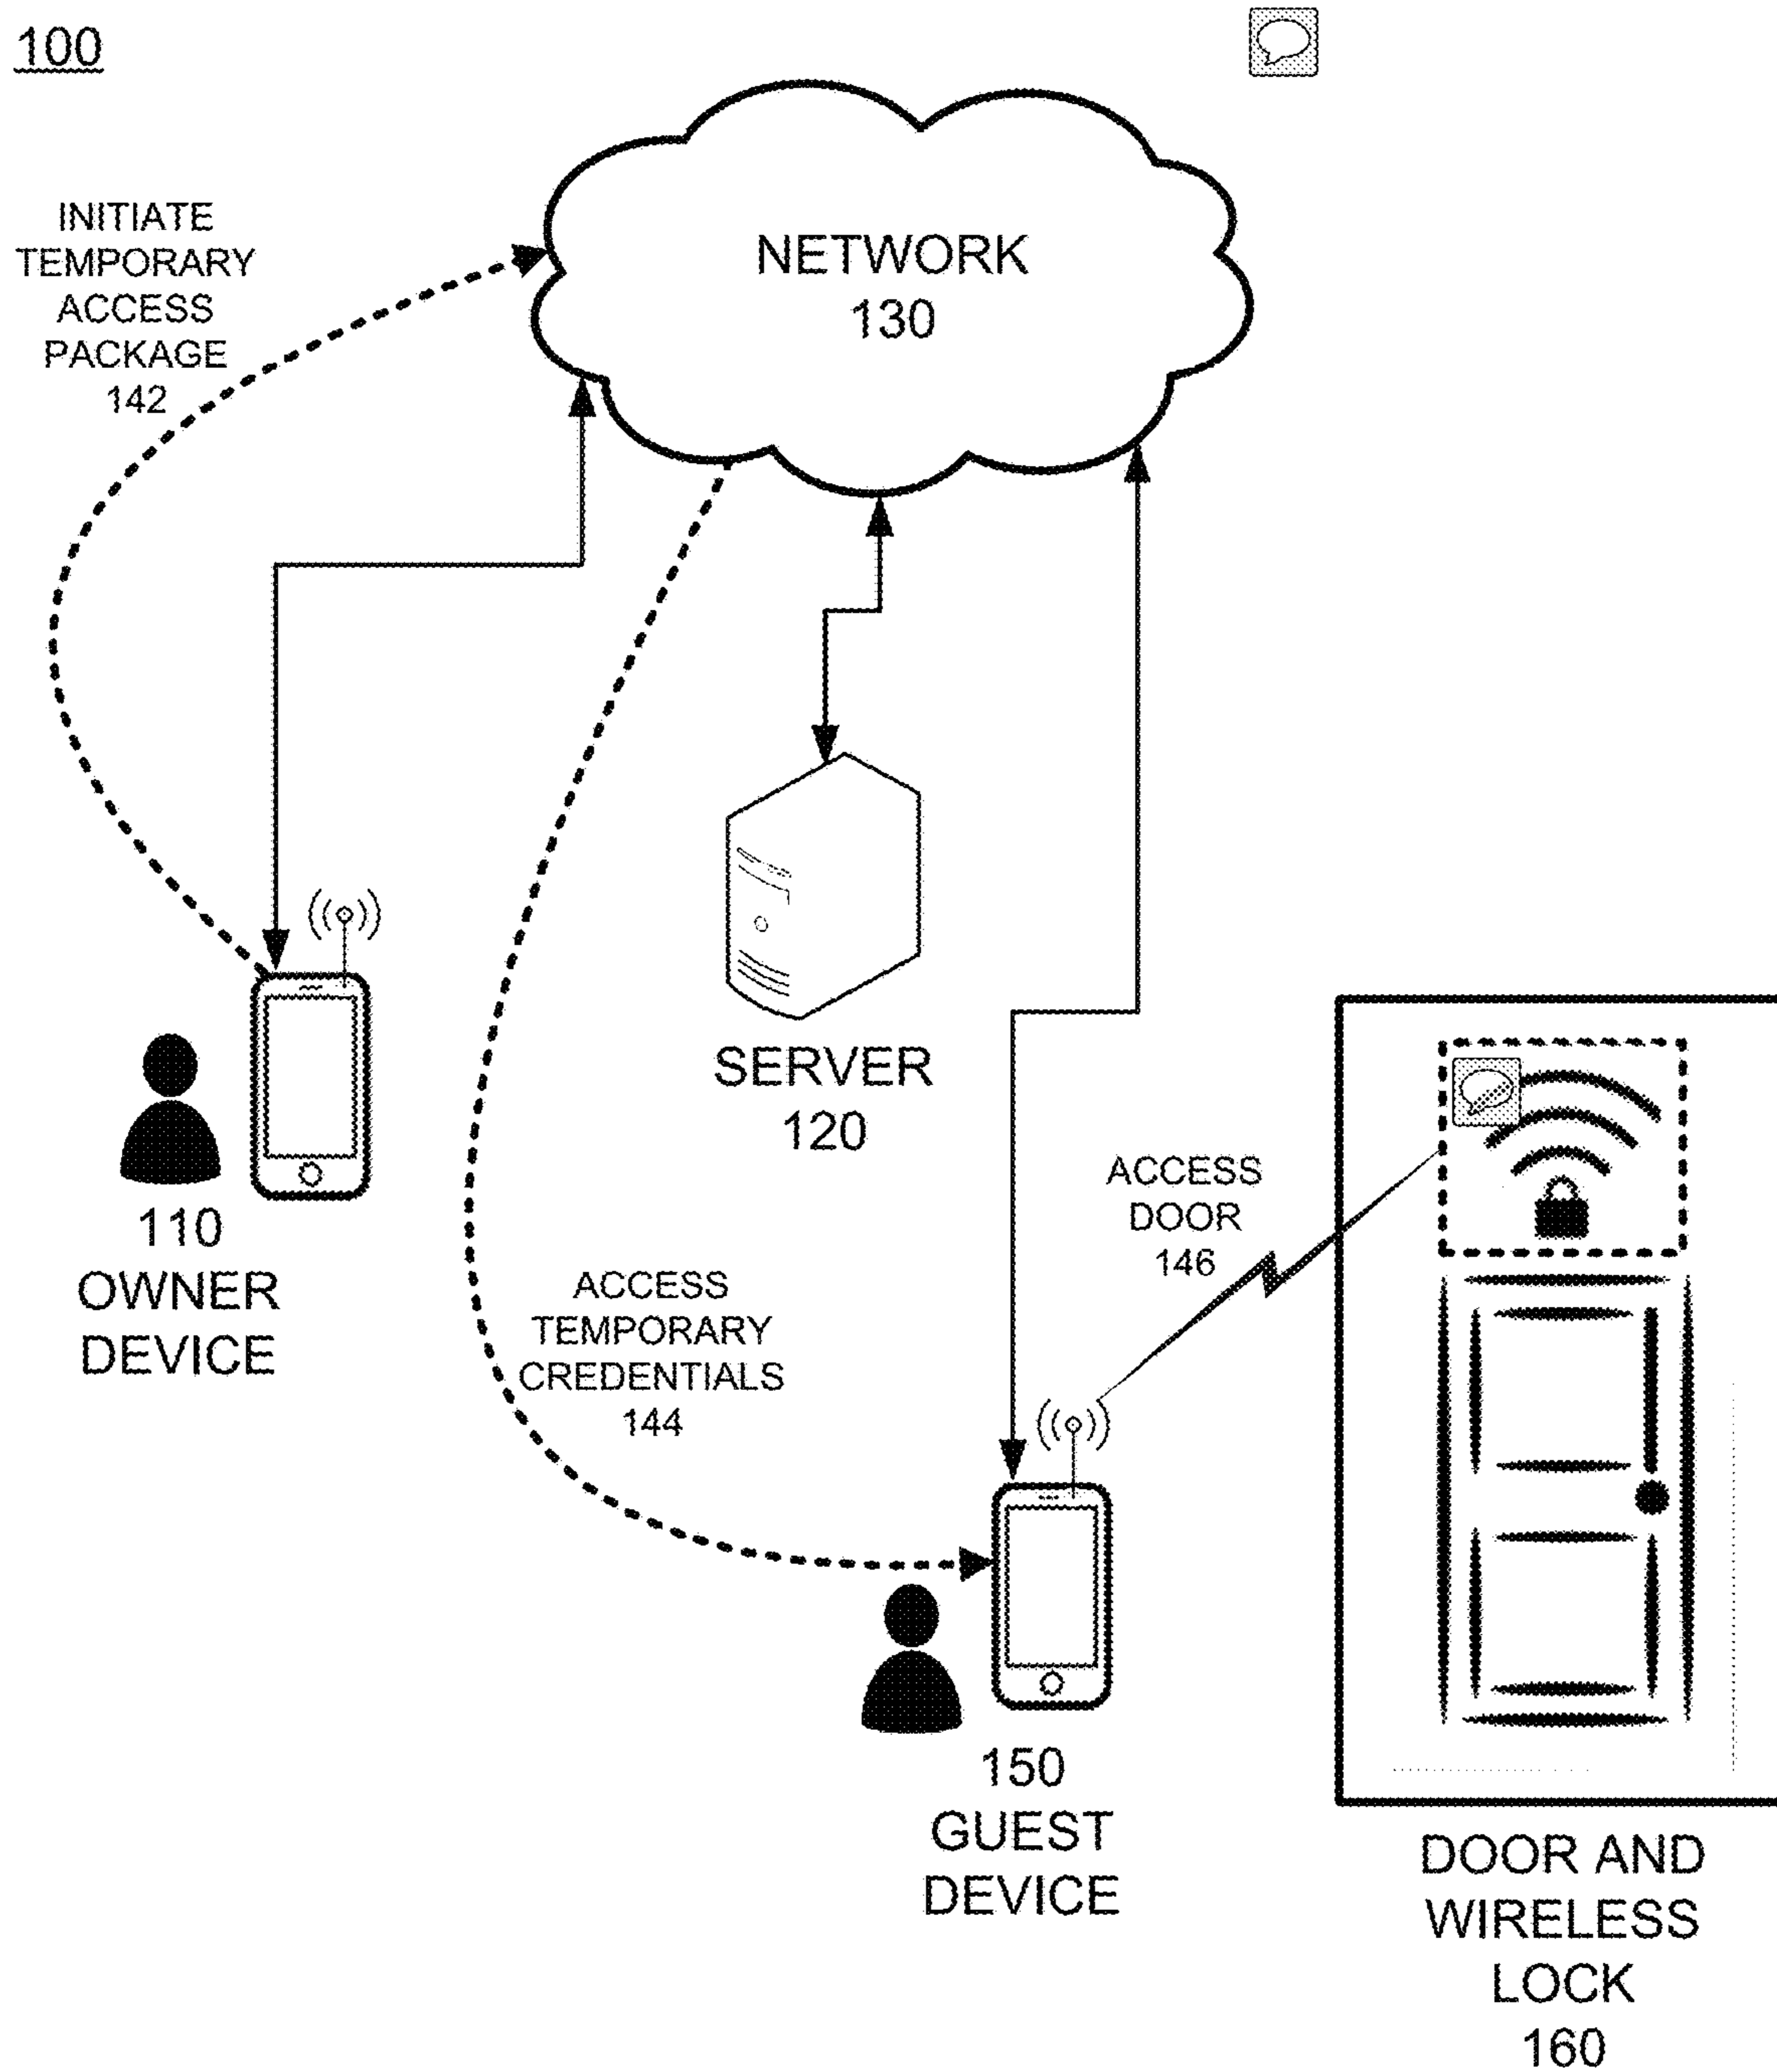 100
INITIATE
TEMPORARY
ACCESS
PACKAGE
142
NETWORK
130
SERVER
120
110
OWNER
DEVICE
ACCESS
DOOR
146
ACCESS
TEMPORARY
CREDENTIALS
144
150
GUEST
DEVICE
DOOR AND
WIRELESS
LOCK
160